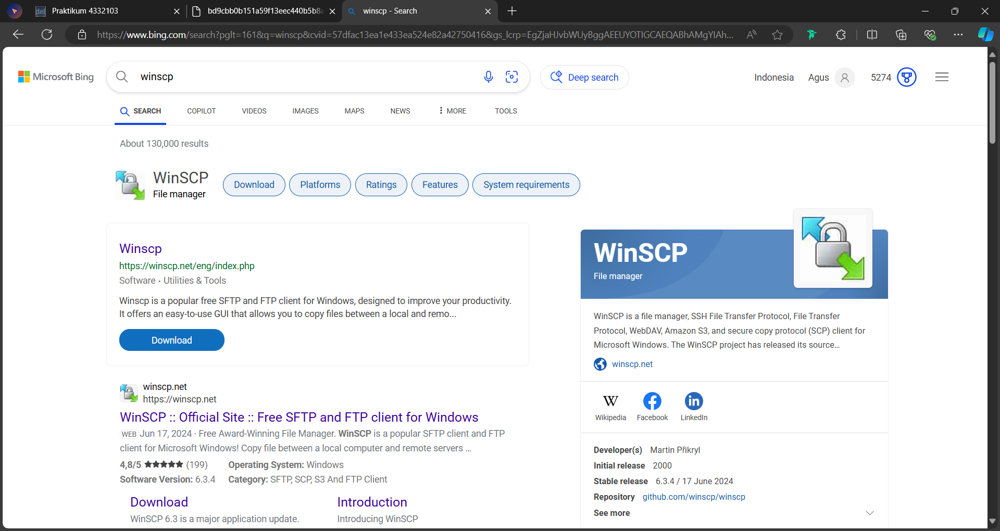 Praktikum 4332103
bd9cbb0b151a59f13eec440b5b8a
winscp - Search
https://www.bing.com/search?pglt=161&q=winscp&cvid=57dfac13ea1e433ea524e82a42750416&gs_lcrp=EgZjaHJvbWUyBggAEEUYOTIGCAEQABhAMgYIAh...
Microsoft Bing
winscp
Deep search
Indonesia
Agus
5274
SEARCH
COPILOT
VIDEOS
IMAGES
MAPS
NEWS
MORE
TOOLS
About 130,000 results
WinSCP
File manager
Download
Platforms
Ratings
Features
System requirements
Winscp
https://winscp.net/eng/index.php
Software • Utilities & Tools
Winscp is a popular free SFTP and FTP client for Windows, designed to improve your productivity.
It offers an easy-to-use GUI that allows you to copy files between a local and remo...
Download
winscp.net
https://winscp.net
WinSCP :: Official Site :: Free SFTP and FTP client for Windows
WEB Jun 17, 2024 · Free Award-Winning File Manager. WinSCP is a popular SFTP client and FTP
client for Microsoft Windows! Copy file between a local computer and remote servers ...
4,8/5 ★★★★★ (199) Operating System: Windows
Software Version: 6.3.4 Category: SFTP, SCP, S3 And FTP Client
Download
WinSCP 6.3 is a major application update.
Introduction
Introducing WinSCP
WinSCP
File manager
WinSCP is a file manager, SSH File Transfer Protocol, File Transfer
Protocol, WebDAV, Amazon S3, and secure copy protocol (SCP) client for
Microsoft Windows. The WinSCP project has released its source...
winscp.net
Wikipedia
Facebook
LinkedIn
Developer(s) Martin Přikryl
Initial release 2000
Stable release 6.3.4 / 17 June 2024
Repository github.com/winscp/winscp
See more